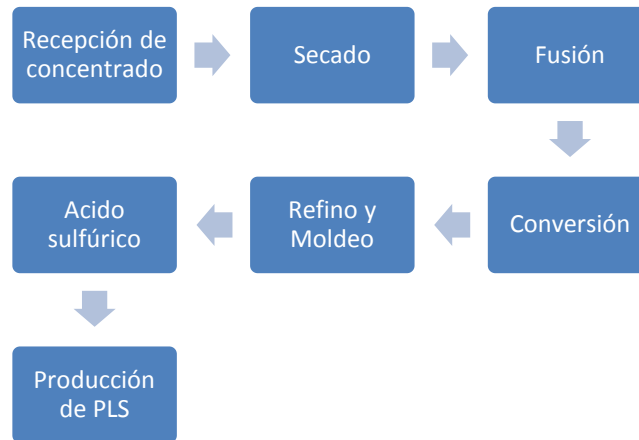 Recepción de
concentrado
Secado
Fusión
Conversión
Refino y
Moldeo
Acido
sulfúrico
Producción
de PLS